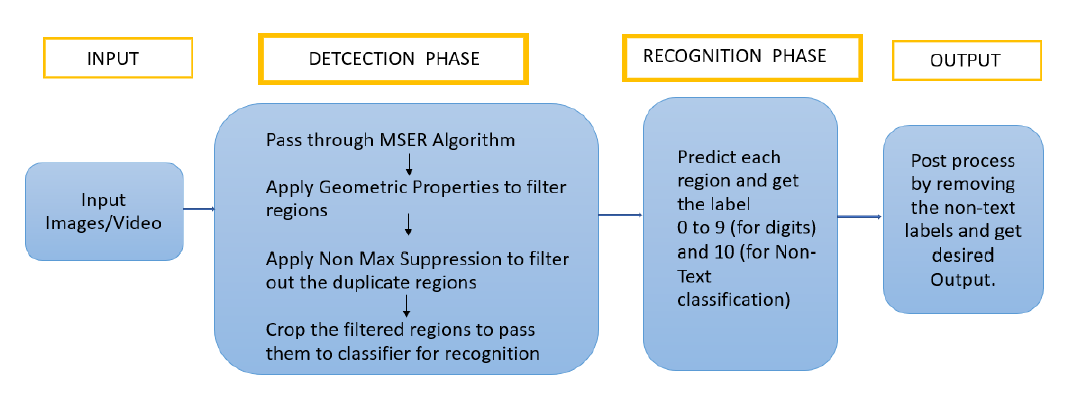 INPUT
DETCECTION PHASE
RECOGNITION PHASE
OUTPUT
Input
Images/Video
Pass through MSER Algorithm
Apply Geometric Properties to filter
regions
Apply Non Max Suppression to filter
out the duplicate regions
Crop the filtered regions to pass
them to classifier for recognition
Predict each
region and get
the label
0 to 9 (for digits)
and 10 (for Non-
Text
classification)
Post process
by removing
the non-text
labels and get
desired
Output.